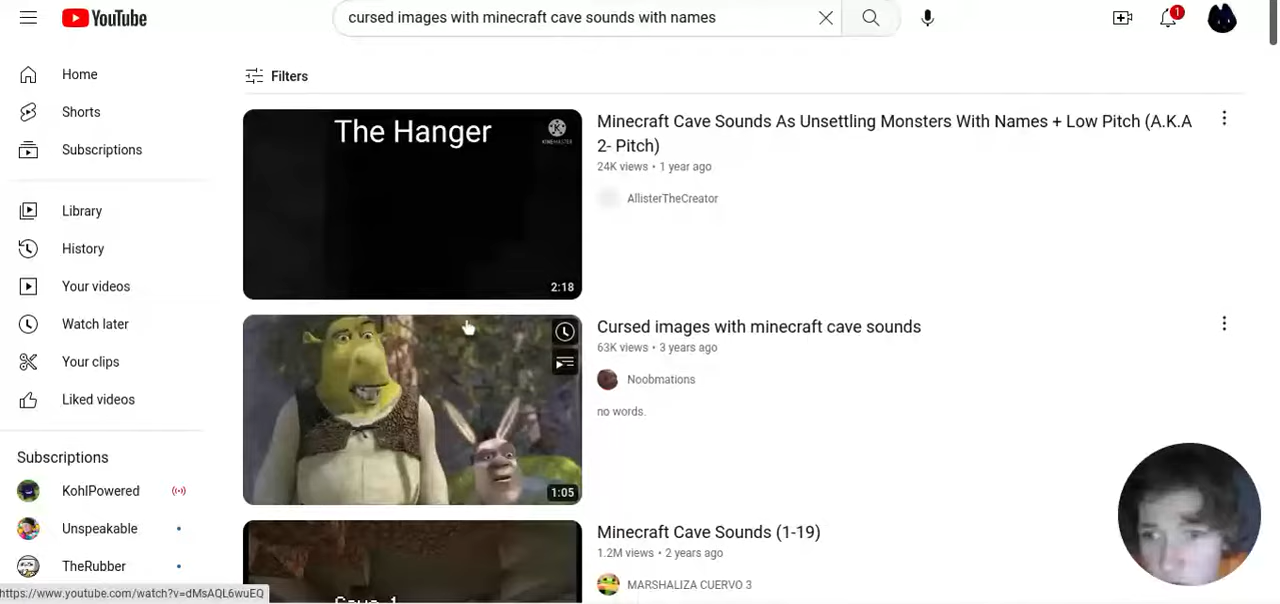 YouTube
cursed images with minecraft cave sounds with names
1
Home
Shorts
Subscriptions
Library
History
Your videos
Watch later
Your clips
Liked videos
Subscriptions
KohlPowered
Unspeakable
TheRubber
Filters
The Hanger
KINEMASTER
2:18
Minecraft Cave Sounds As Unsettling Monsters With Names + Low Pitch (A.K.A
2- Pitch)
24K views • 1 year ago
AllisterTheCreator
1:05
Cursed images with minecraft cave sounds
63K views • 3 years ago
Noobmations
no words.
Minecraft Cave Sounds (1-19)
1.2M views • 2 years ago
MARSHALIZA CUERVO 3
Cave 1
https://www.youtube.com/watch?v=dMsAQL6wuEQ